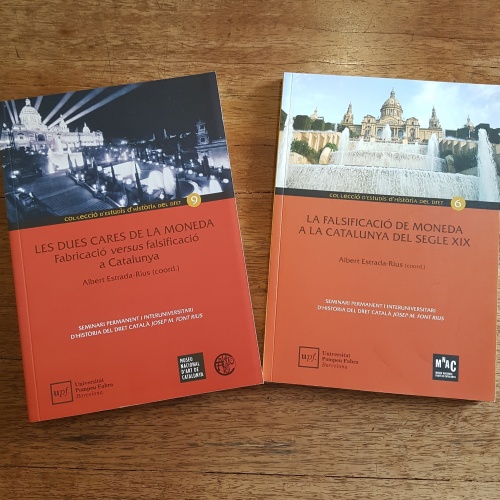 COL·LECCIÓ D'ESTUDIS D'HISTÒRIA DEL DRET 9
LES DUES CARES DE LA MONEDA
Fabricació versus falsificació
a Catalunya
Albert Estrada-Rius (coord.)
SEMINARI PERMANENT I INTERUNIVERSITARI
D'HISTÒRIA DEL DRET CATALÀ JOSEP M. FONT RIUS
upf.
Universitat
Pompeu Fabra
Barcelona
MUSEU
NACIONAL
D'ART DE
CATALUNYA
COL·LECCIÓ D'ESTUDIS D'HISTÒRIA DEL DRET 6
LA FALSIFICACIÓ DE MONEDA
A LA CATALUNYA DEL SEGLE XIX
Albert Estrada-Rius (coord.)
SEMINARI PERMANENT I INTERUNIVERSITARI
D'HISTÒRIA DEL DRET CATALÀ JOSEP M. FONT RIUS
upf.
Universitat
Pompeu Fabra
Barcelona
MNAC